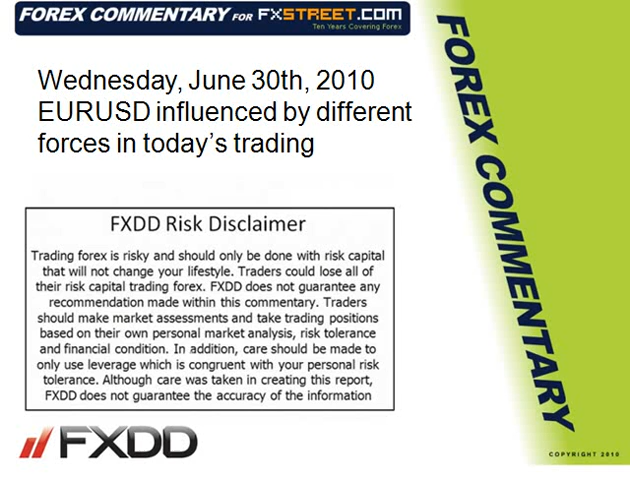 FOREX COMMENTARY FOR FXSTREET.COM
Ten Years Covering Forex
Wednesday, June 30th, 2010
EURUSD influenced by different
forces in today's trading
FXDD Risk Disclaimer
Trading forex is risky and should only be done with risk capital
that will not change your lifestyle. Traders could lose all of
their risk capital trading forex. FXDD does not guarantee any
recommendation made within this commentary. Traders
should make market assessments and take trading positions
based on their own personal market analysis, risk tolerance
and financial condition. In addition, care should be made to
only use leverage which is congruent with your personal risk
tolerance. Although care was taken in creating this report,
FXDD does not guarantee the accuracy of the information
FXDD
FOREX COMMENTARY
COPYRIGHT 2010